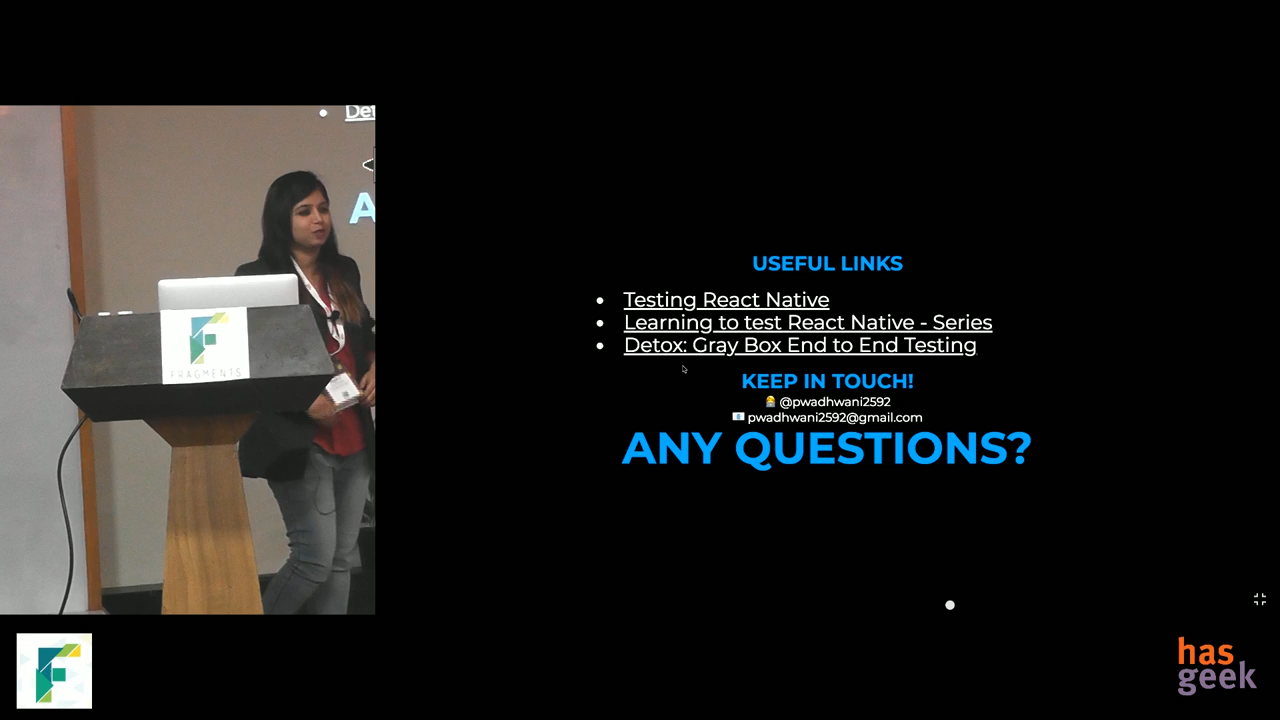 De
A
FRAGMENTS
USEFUL LINKS
• Testing React Native
• Learning to test React Native - Series
• Detox: Gray Box End to End Testing
KEEP IN TOUCH!
@pwadhwani2592
pwadhwani2592@gmail.com
ANY QUESTIONS?
has
geek